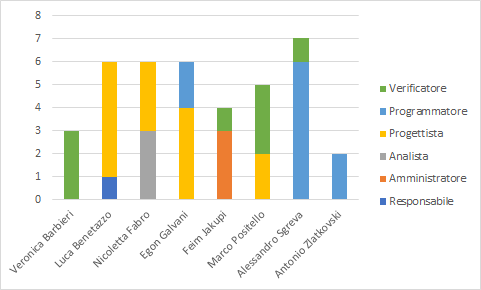 8
7
6
5
4
3
2
1
0
Veronica Barbieri
Luca Benetazzo
Nicoletta Fabro
Egon Galvani
Feim Jakupi
Marco Positello
Alessandro Sgreva
Antonio Zlatkovski
Verificatore
Programmatore
Progettista
Analista
Amministratore
Responsabile